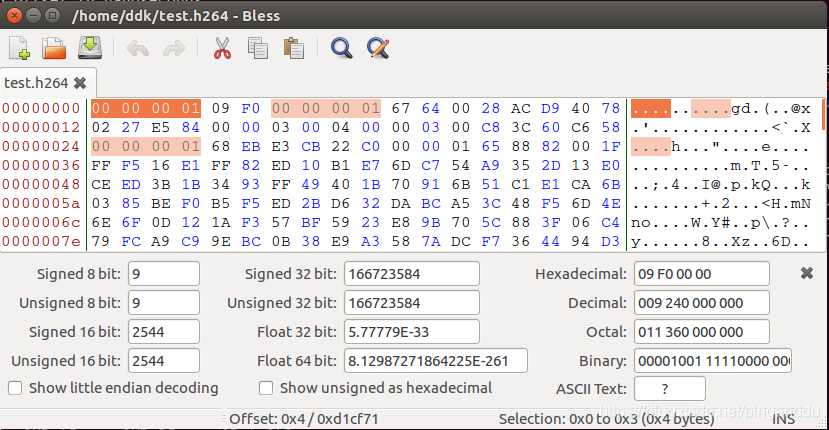 /home/ddk/test.h264 - Bless
test.h264
00000000 00 00 00 01 09 F0 00 00 00 01 67 64 00 28 AC D9 40 78 ..........gd.(..@x
00000012 02 27 E5 84 00 00 03 00 04 00 00 03 00 C8 3C 60 C6 58 .'............<`.X
00000024 00 00 00 01 68 EB E3 CB 22 C0 00 00 01 65 88 82 00 1F ....h..."....e....
00000036 FF F5 16 E1 FF 82 ED 10 B1 E7 6D C7 54 A9 35 2D 13 E0 ..........m.T.5-..
00000048 CE ED 3B 1B 34 93 FF 49 40 1B 70 91 6B 51 C1 E1 CA 6B ..;.4..I@.p.kQ...k
0000005a 03 85 BE F0 B5 F5 ED 2B D6 32 DA BC A5 3C 48 F5 6D 4E .......+.2...<H.mN
0000006c 6E 6F 0D 12 1A F3 57 BF 59 23 E8 9B 70 5C 88 3F 06 C4 no....W.Y#..p\.?..
0000007e 79 FC A9 C9 9E BC 0B 38 E9 A3 58 7A DC F7 36 44 94 D3 y......8..Xz..6D..
Signed 8 bit: 9 Signed 32 bit: 166723584 Hexadecimal: 09 F0 00 00
Unsigned 8 bit: 9 Unsigned 32 bit: 166723584 Decimal: 009 240 000 000
Signed 16 bit: 2544 Float 32 bit: 5.77779E-33 Octal: 011 360 000 000
Unsigned 16 bit: 2544 Float 64 bit: 8.12987271864225E-261 Binary: 00001001 11110000 000
Show little endian decoding Show unsigned as hexadecimal ASCII Text: ?
Offset: 0x4 / 0xd1cf71 Selection: 0x0 to 0x3 (0x4 bytes) INS